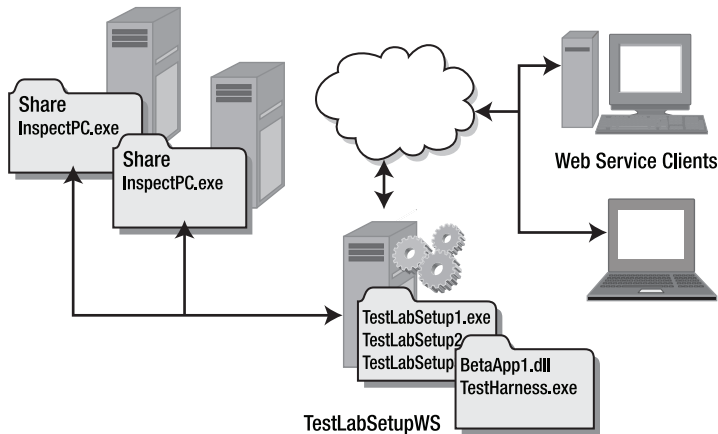 Share
InspectPC.exe
Share
InspectPC.exe
Web Service Clients
TestLabSetup1.exe
TestLabSetup2
TestLabSetup
BetaApp1.dll
TestHarness.exe
TestLabSetupWS